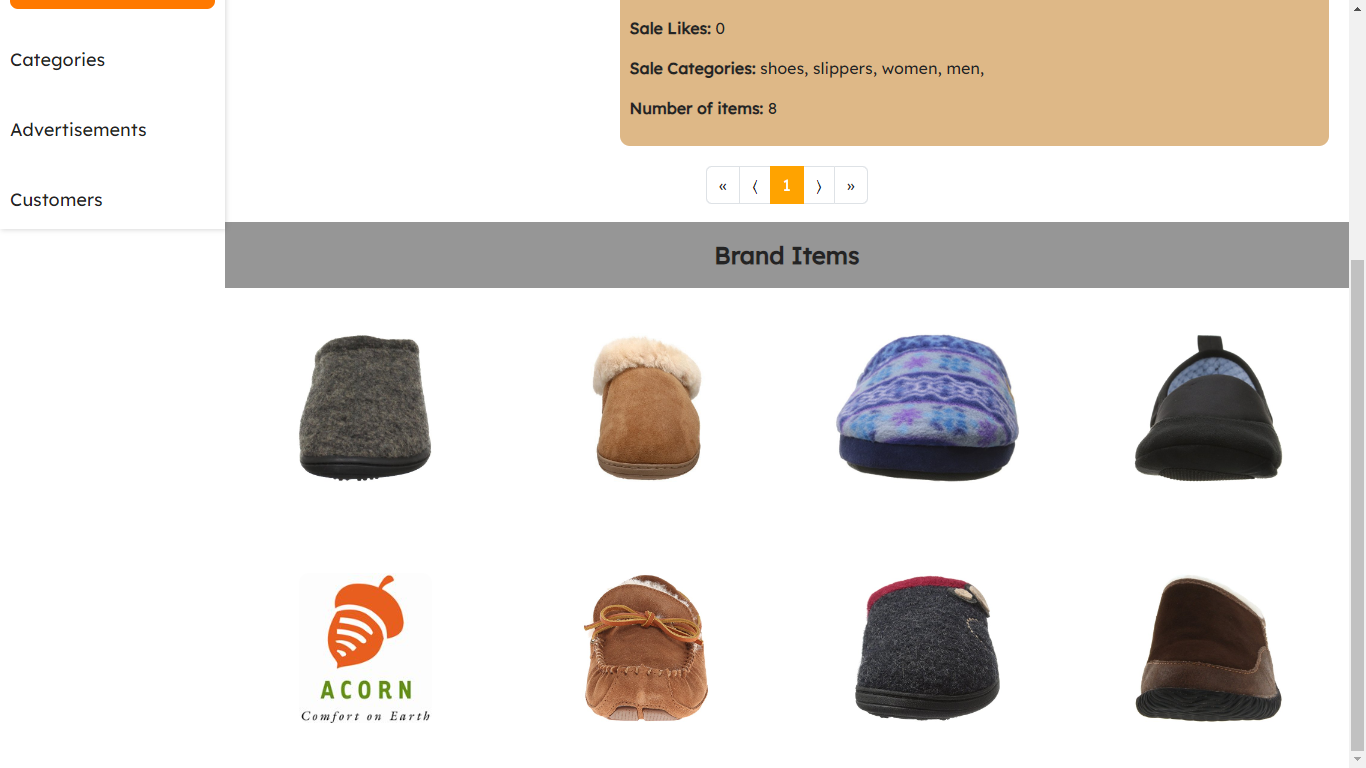 Categories
Advertisements
Customers
Sale Likes: 0
Sale Categories: shoes, slippers, women, men,
Number of items: 8
« ⟨ 1 ⟩ »
Brand Items
ACORN
Comfort on Earth